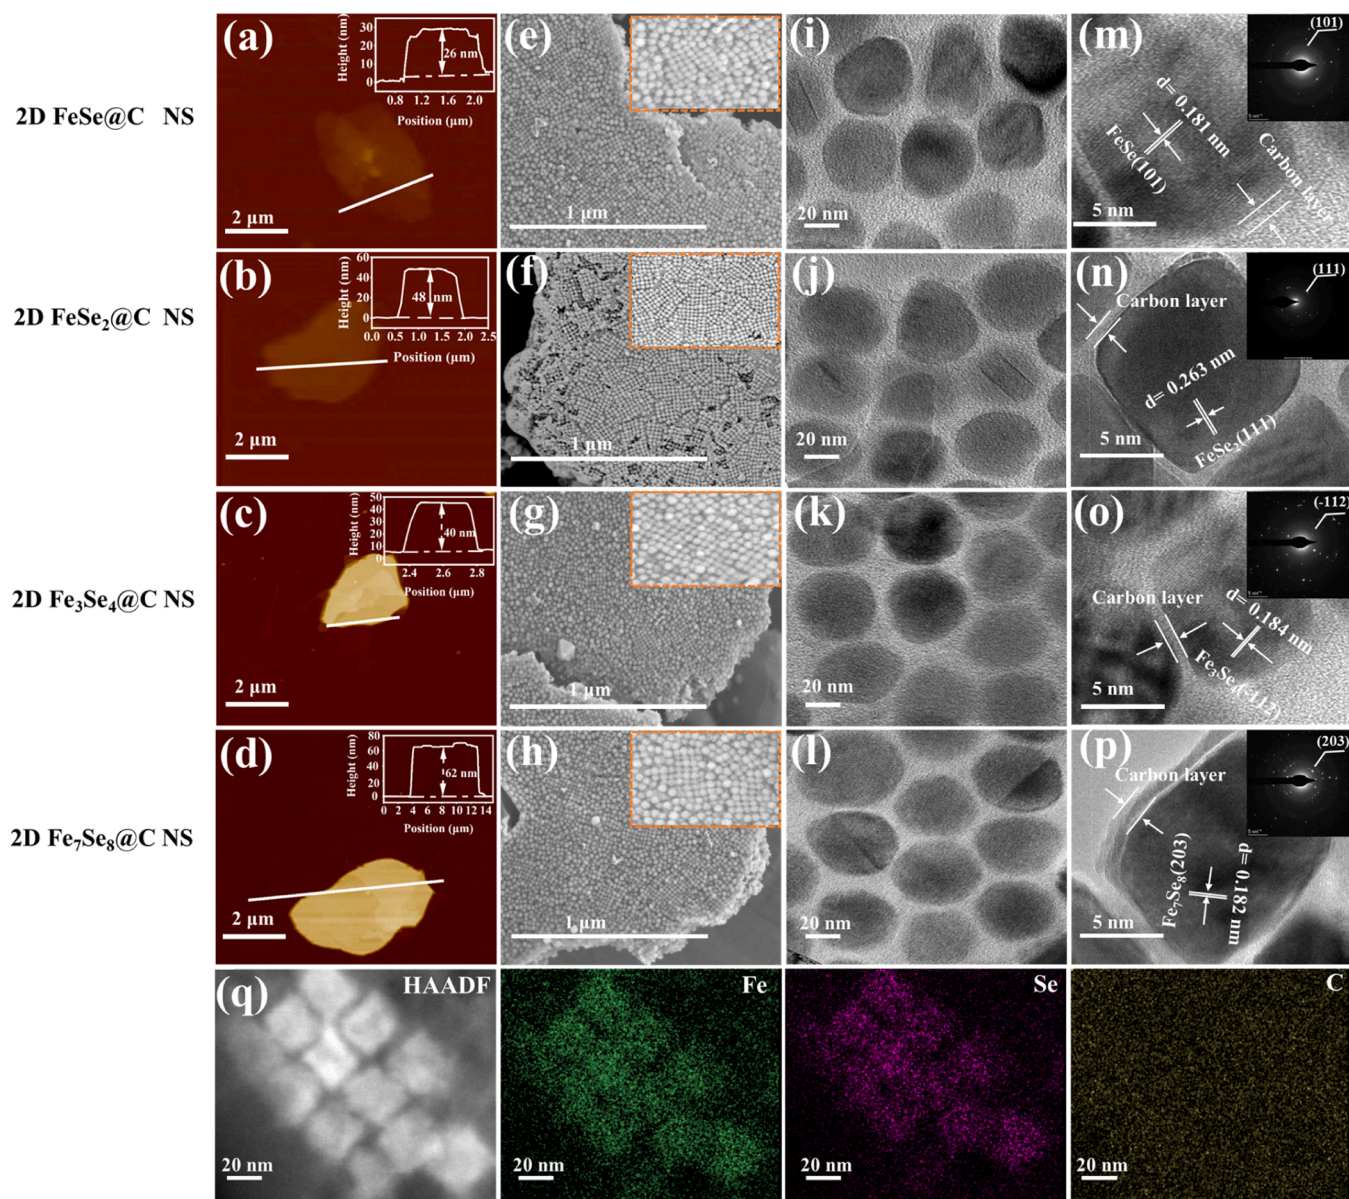 2D FeSe@C NS
(a)
Height (nm)
30
20
10
0
26 nm
0.8 1.2 1.6 2.0
Position (µm)
2 µm
(e)
1 µm
(i)
20 nm
(m)
(101)
d= 0.181 nm
FeSe(101)
Carbon layer
5 nm
2D FeSe₂@C NS
(b)
Height (nm)
60
40
20
0
48 nm
0.0 0.5 1.0 1.5 2.0 2.5
Position (µm)
2 µm
(f)
1 µm
(j)
20 nm
(n)
(111)
Carbon layer
d= 0.263 nm
FeSe₂(111)
5 nm
2D Fe₃Se₄@C NS
(c)
Height (nm)
50
40
30
20
10
0
40 nm
2.4 2.6 2.8
Position (µm)
2 µm
(g)
1 µm
(k)
20 nm
(o)
(-112)
Carbon layer
d= 0.184 nm
Fe₃Se₄(-112)
5 nm
2D Fe₇Se₈@C NS
(d)
Height (nm)
80
60
40
20
0
62 nm
0 2 4 6 8 10 12 14
Position (µm)
2 µm
(h)
1 µm
(l)
20 nm
(p)
(203)
Carbon layer
Fe₇Se₈(203)
d= 0.182 nm
5 nm
(q)
HAADF
20 nm
Fe
20 nm
Se
20 nm
C
20 nm